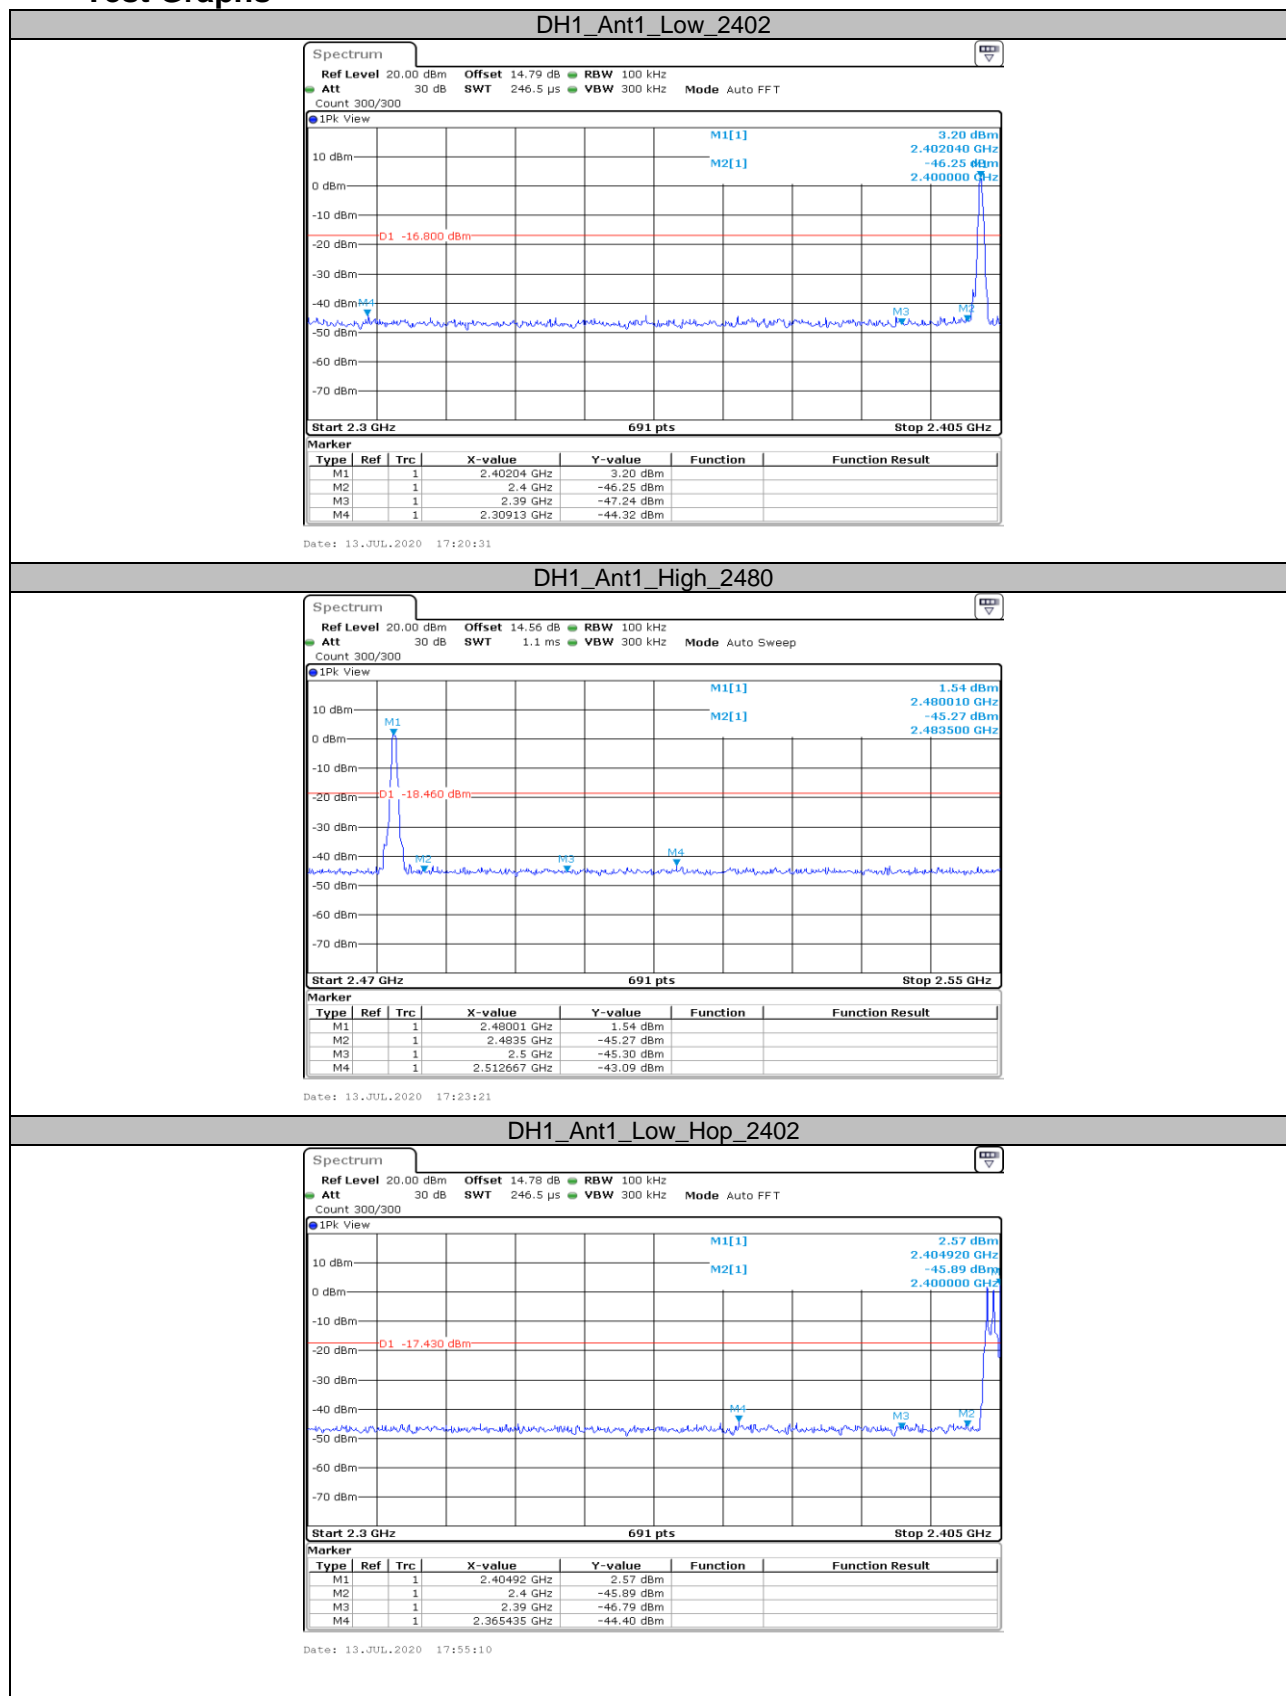 Test Graphs
DH1_Ant1_Low_2402
Spectrum
Ref Level 20.00 dBm Offset 14.79 dB RBW 100 kHz
Att 30 dB SWT 246.5 µs VBW 300 kHz Mode Auto FFT
Count 300/300
1Pk View
M1[1] 3.20 dBm
2.402040 GHz
M2[1] -46.25 dBm
2.400000 GHz
10 dBm
0 dBm
-10 dBm
D1 -16.800 dBm
-20 dBm
-30 dBm
-40 dBm M4
M3 M2
-50 dBm
-60 dBm
-70 dBm
Start 2.3 GHz 691 pts Stop 2.405 GHz
Marker
Type Ref Trc X-value Y-value Function Function Result
M1 1 2.40204 GHz 3.20 dBm
M2 1 2.4 GHz -46.25 dBm
M3 1 2.39 GHz -47.24 dBm
M4 1 2.30913 GHz -44.32 dBm
Date: 13.JUL.2020 17:20:31
DH1_Ant1_High_2480
Spectrum
Ref Level 20.00 dBm Offset 14.56 dB RBW 100 kHz
Att 30 dB SWT 1.1 ms VBW 300 kHz Mode Auto Sweep
Count 300/300
1Pk View
M1[1] 1.54 dBm
2.480010 GHz
M2[1] -45.27 dBm
2.483500 GHz
10 dBm
M1
0 dBm
-10 dBm
D1 -18.460 dBm
-20 dBm
-30 dBm
-40 dBm
M2 M3 M4
-50 dBm
-60 dBm
-70 dBm
Start 2.47 GHz 691 pts Stop 2.55 GHz
Marker
Type Ref Trc X-value Y-value Function Function Result
M1 1 2.48001 GHz 1.54 dBm
M2 1 2.4835 GHz -45.27 dBm
M3 1 2.5 GHz -45.30 dBm
M4 1 2.512667 GHz -43.09 dBm
Date: 13.JUL.2020 17:23:21
DH1_Ant1_Low_Hop_2402
Spectrum
Ref Level 20.00 dBm Offset 14.78 dB RBW 100 kHz
Att 30 dB SWT 246.5 µs VBW 300 kHz Mode Auto FFT
Count 300/300
1Pk View
M1[1] 2.57 dBm
2.404920 GHz
M2[1] -45.89 dBm
2.400000 GHz
10 dBm
0 dBm
-10 dBm
D1 -17.430 dBm
-20 dBm
-30 dBm
-40 dBm
M4 M3 M2
-50 dBm
-60 dBm
-70 dBm
Start 2.3 GHz 691 pts Stop 2.405 GHz
Marker
Type Ref Trc X-value Y-value Function Function Result
M1 1 2.40492 GHz 2.57 dBm
M2 1 2.4 GHz -45.89 dBm
M3 1 2.39 GHz -46.79 dBm
M4 1 2.365435 GHz -44.40 dBm
Date: 13.JUL.2020 17:55:10